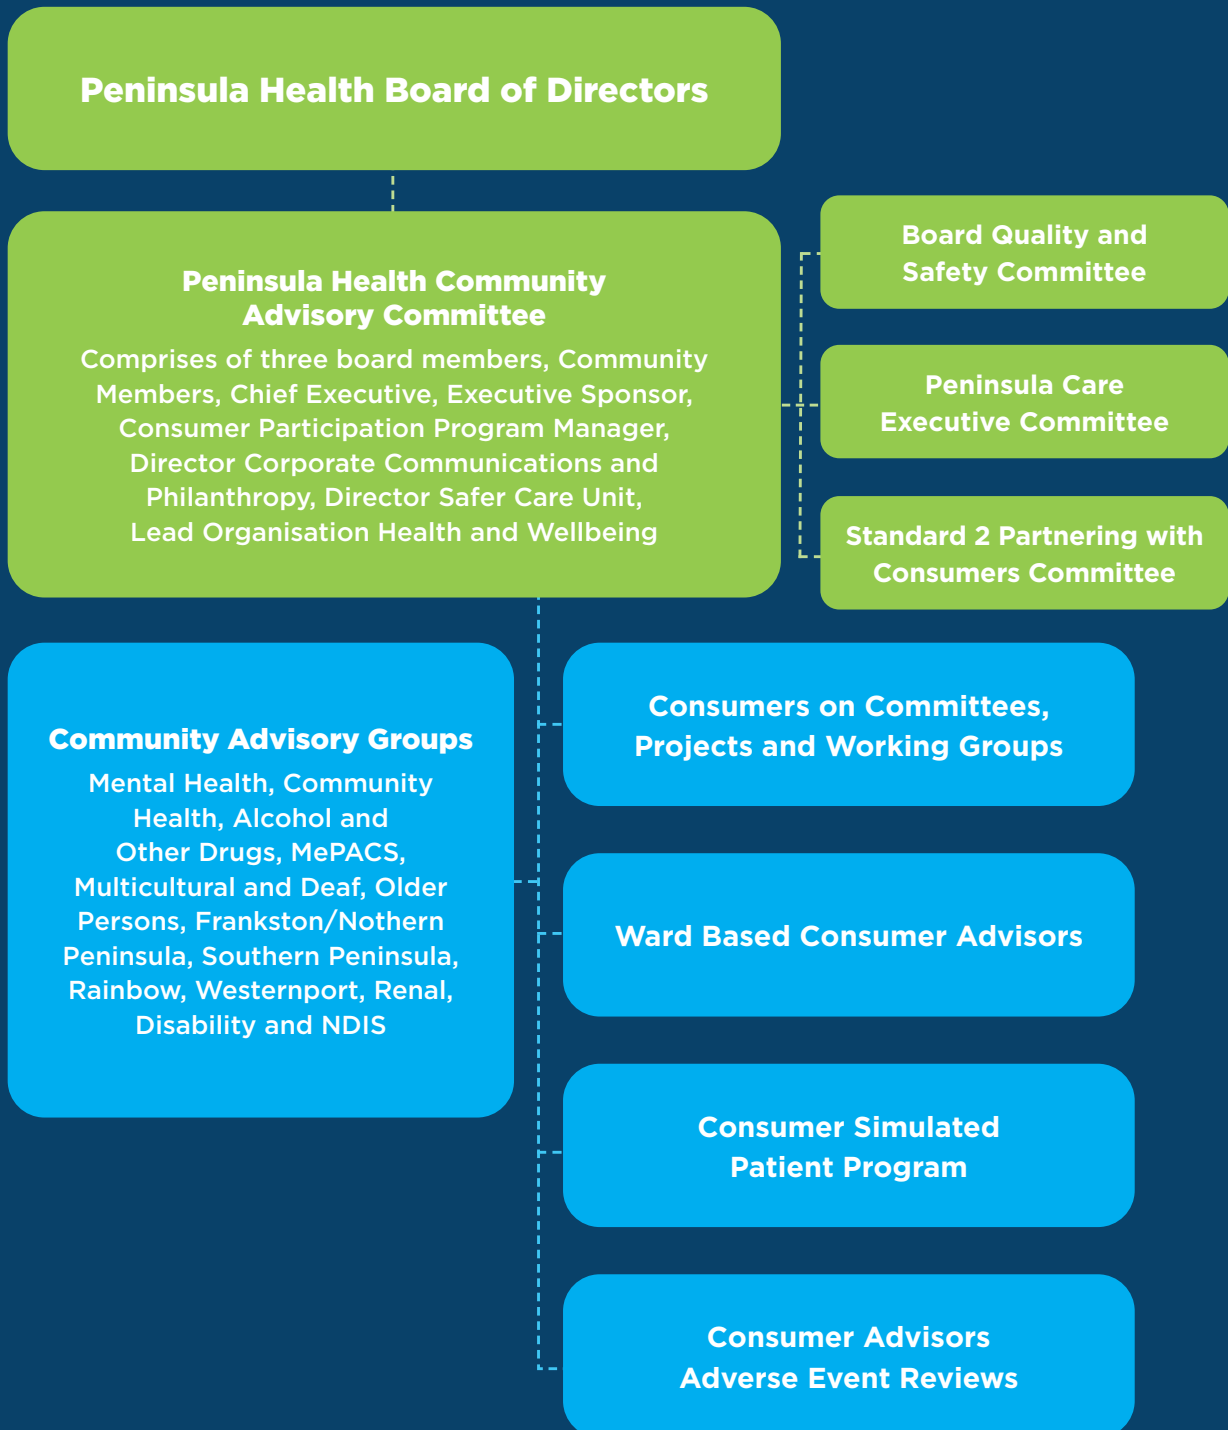 Peninsula Health Board of Directors
Peninsula Health Community
Advisory Committee
Comprises of three board members, Community
Members, Chief Executive, Executive Sponsor,
Consumer Participation Program Manager,
Director Corporate Communications and
Philanthropy, Director Safer Care Unit,
Lead Organisation Health and Wellbeing
Board Quality and
Safety Committee
Peninsula Care
Executive Committee
Standard 2 Partnering with
Consumers Committee
Community Advisory Groups
Mental Health, Community
Health, Alcohol and
Other Drugs, MePACS,
Multicultural and Deaf, Older
Persons, Frankston/Nothern
Peninsula, Southern Peninsula,
Rainbow, Westernport, Renal,
Disability and NDIS
Consumers on Committees,
Projects and Working Groups
Ward Based Consumer Advisors
Consumer Simulated
Patient Program
Consumer Advisors
Adverse Event Reviews